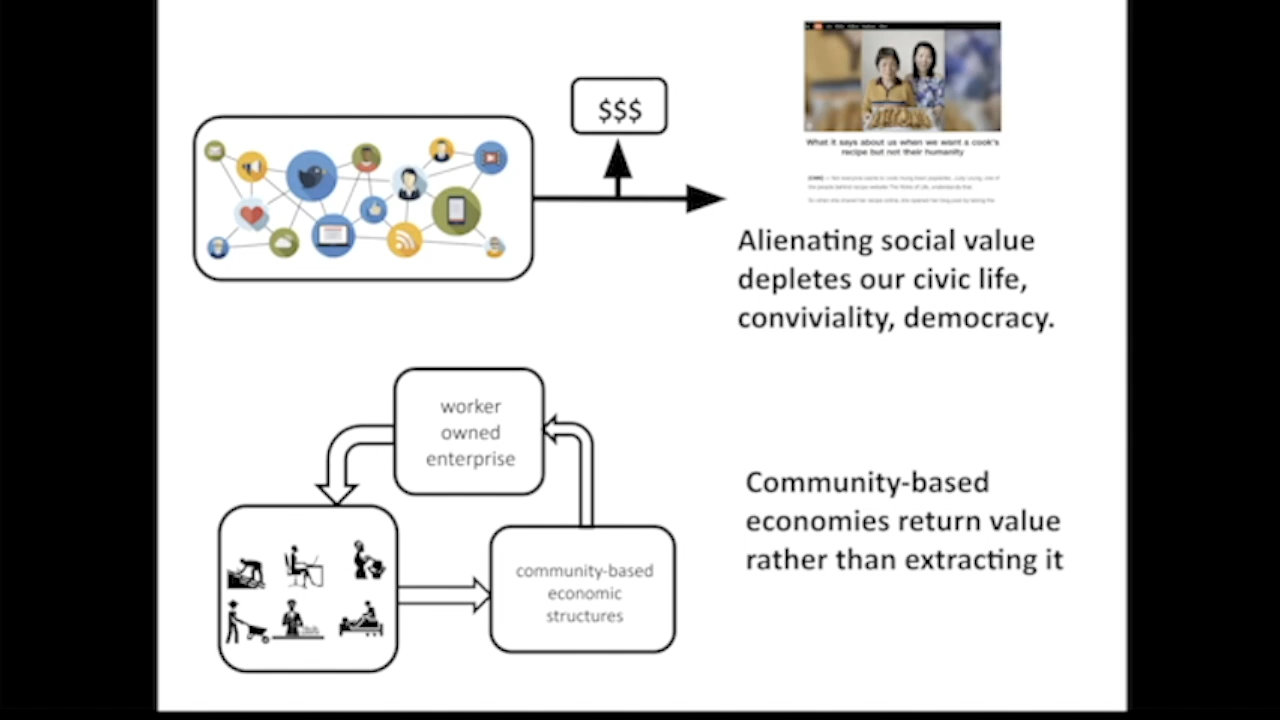 $$$
What it says about us when we want a cook's
recipe but not their humanity
Alienating social value
depletes our civic life,
conviviality, democracy.
worker
owned
enterprise
community-based
economic
structures
Community-based
economies return value
rather than extracting it